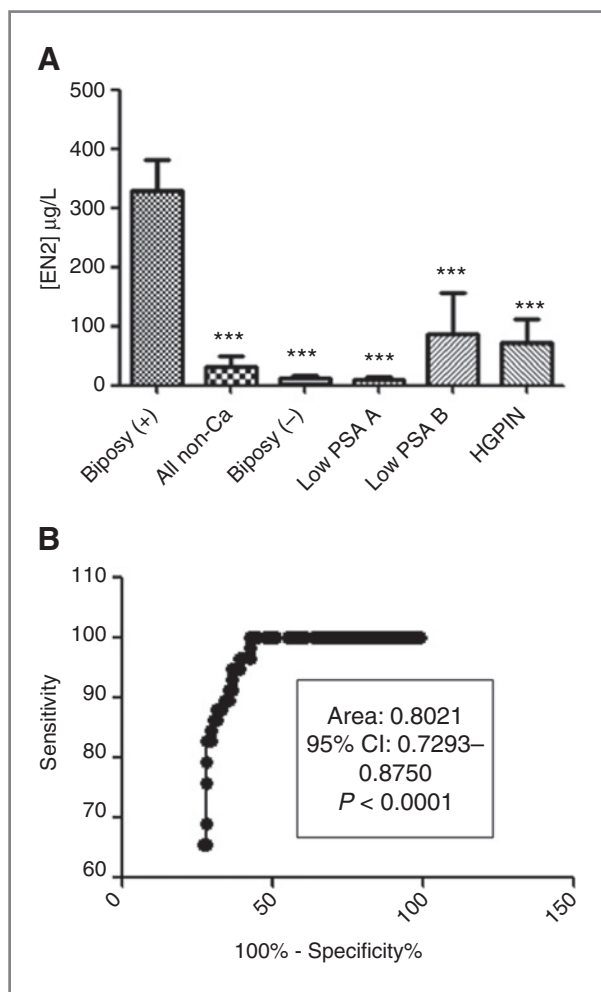 A
500
400
300
200
100
0
[EN2] µg/L
***
***
***
***
***
Biposy (+)
All non-Ca
Biposy (–)
Low PSA A
Low PSA B
HGPIN
B
110
100
90
80
70
60
Sensitivity
Area: 0.8021
95% CI: 0.7293–
0.8750
P < 0.0001
0
50
100
150
100% - Specificity%